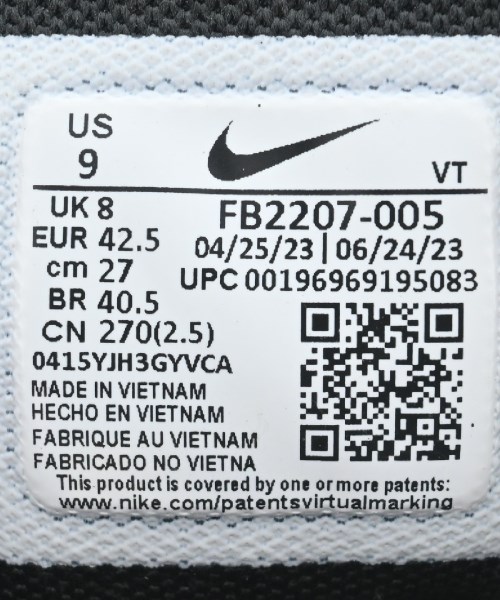 US
9
VT
UK 8
EUR 42.5
cm 27
BR 40.5
CN 270(2.5)
FB2207-005
04/25/23 | 06/24/23
UPC 00196969195083
0415YJH3GYVCA
MADE IN VIETNAM
HECHO EN VIETNAM
FABRIQUE AU VIETNAM
FABRICADO NO VIETNA
This product is covered by one or more patents:
www.nike.com/patentsvirtualmarking